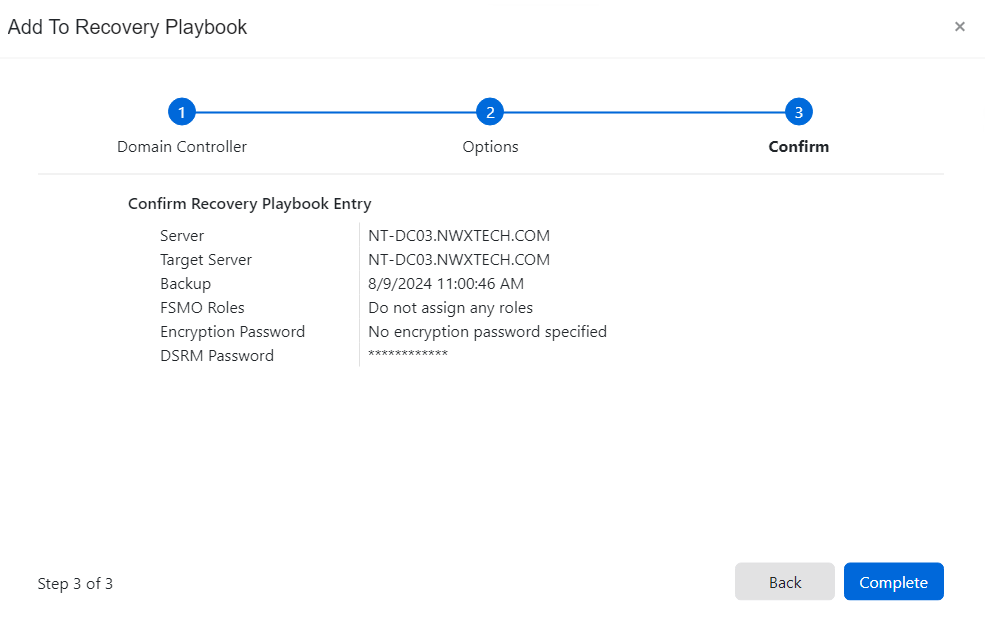 Add To Recovery Playbook ×
1 2 3
Domain Controller Options Confirm
Confirm Recovery Playbook Entry
Server NT-DC03.NWXTECH.COM
Target Server NT-DC03.NWXTECH.COM
Backup 8/9/2024 11:00:46 AM
FSMO Roles Do not assign any roles
Encryption Password No encryption password specified
DSRM Password ************
Step 3 of 3 Back Complete